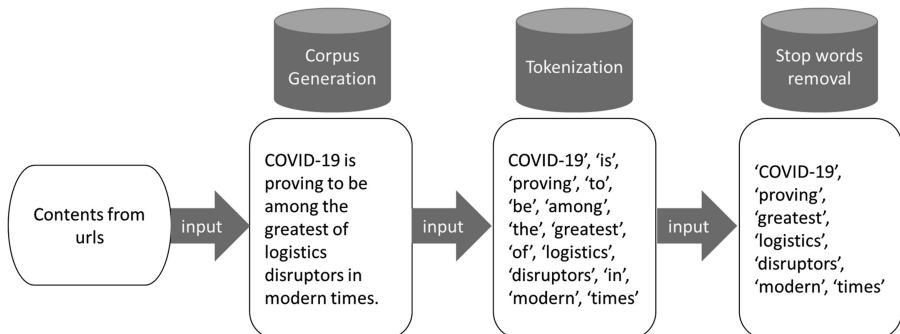 Corpus
Generation
Tokenization
Stop words
removal
Contents from
urls
input
COVID-19 is
proving to be
among the
greatest of
logistics
disruptors in
modern times.
input
COVID-19’, ‘is’,
‘proving’, ‘to’,
‘be’, ‘among’,
‘the’, ‘greatest’,
‘of’, ‘logistics’,
‘disruptors’, ‘in’,
‘modern’, ‘times’
input
‘COVID-19’,
‘proving’,
‘greatest’,
‘logistics’,
‘disruptors’,
‘modern’, ‘times’